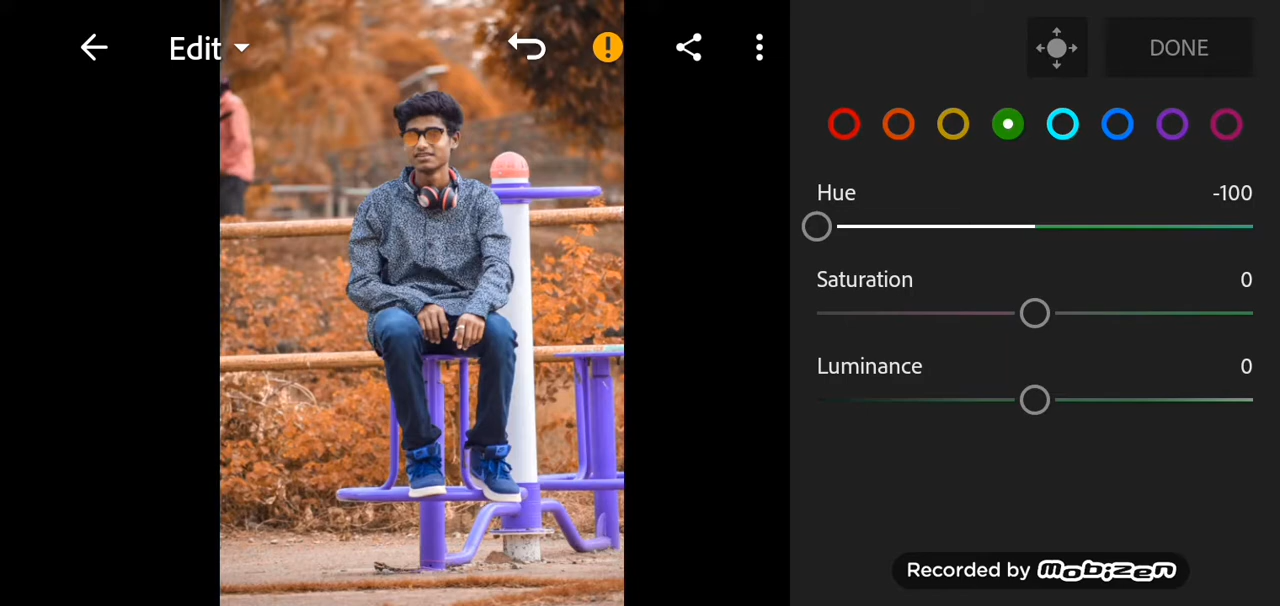 Edit
DONE
Hue -100
Saturation 0
Luminance 0
Recorded by mobizen